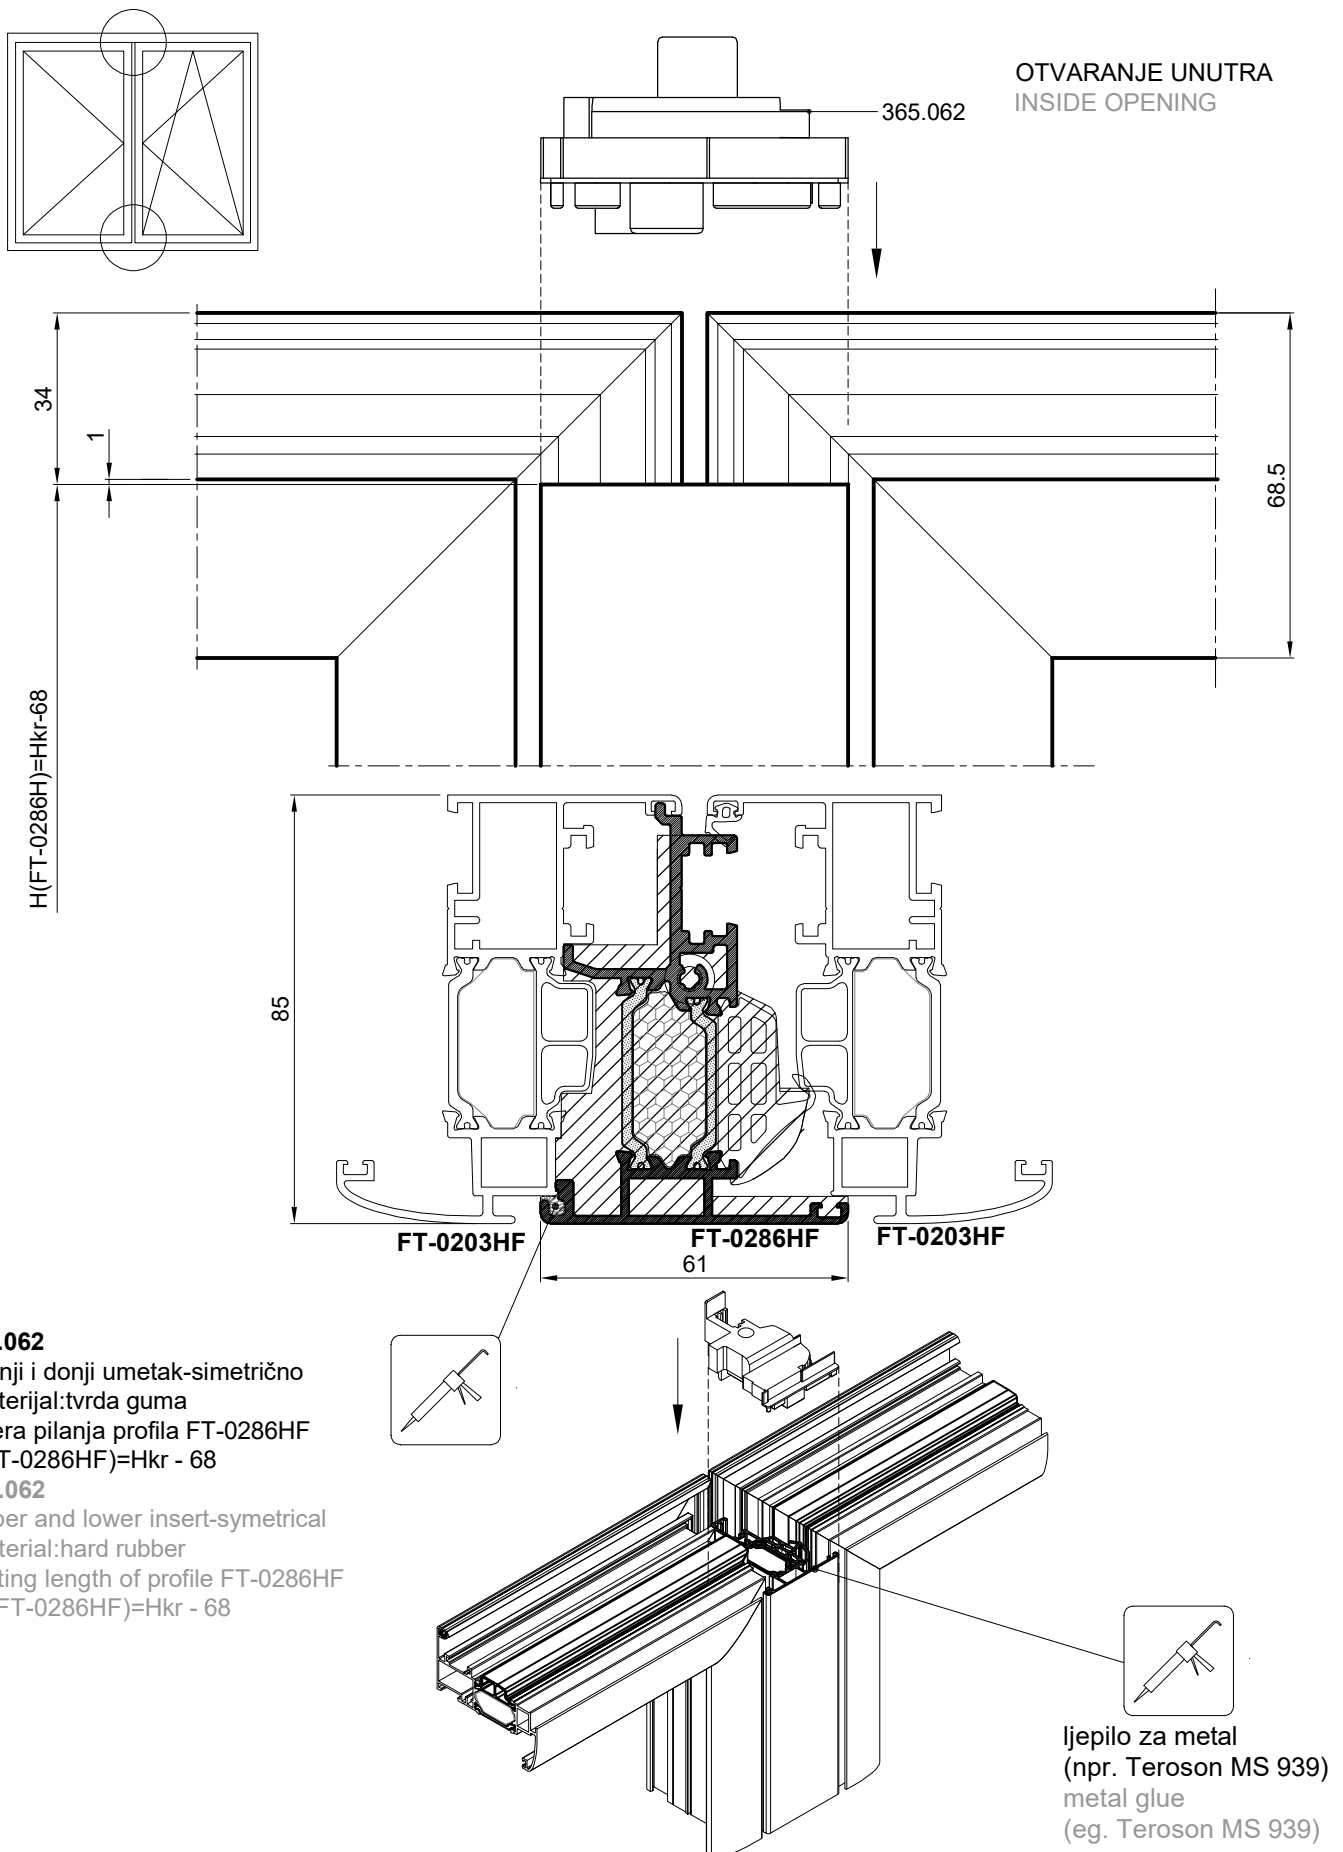 OTVARANJE UNUTRA
INSIDE OPENING
365.062
34
1
68.5
H(FT-0286H)=Hkr-68
85
FT-0203HF
FT-0286HF
FT-0203HF
61
.062
nji i donji umetak-simetrično
terijal:tvrda guma
era pilanja profila FT-0286HF
T-0286HF)=Hkr - 68
.062
per and lower insert-symetrical
terial:hard rubber
ting length of profile FT-0286HF
FT-0286HF)=Hkr - 68
ljepilo za metal
(npr. Teroson MS 939)
metal glue
(eg. Teroson MS 939)